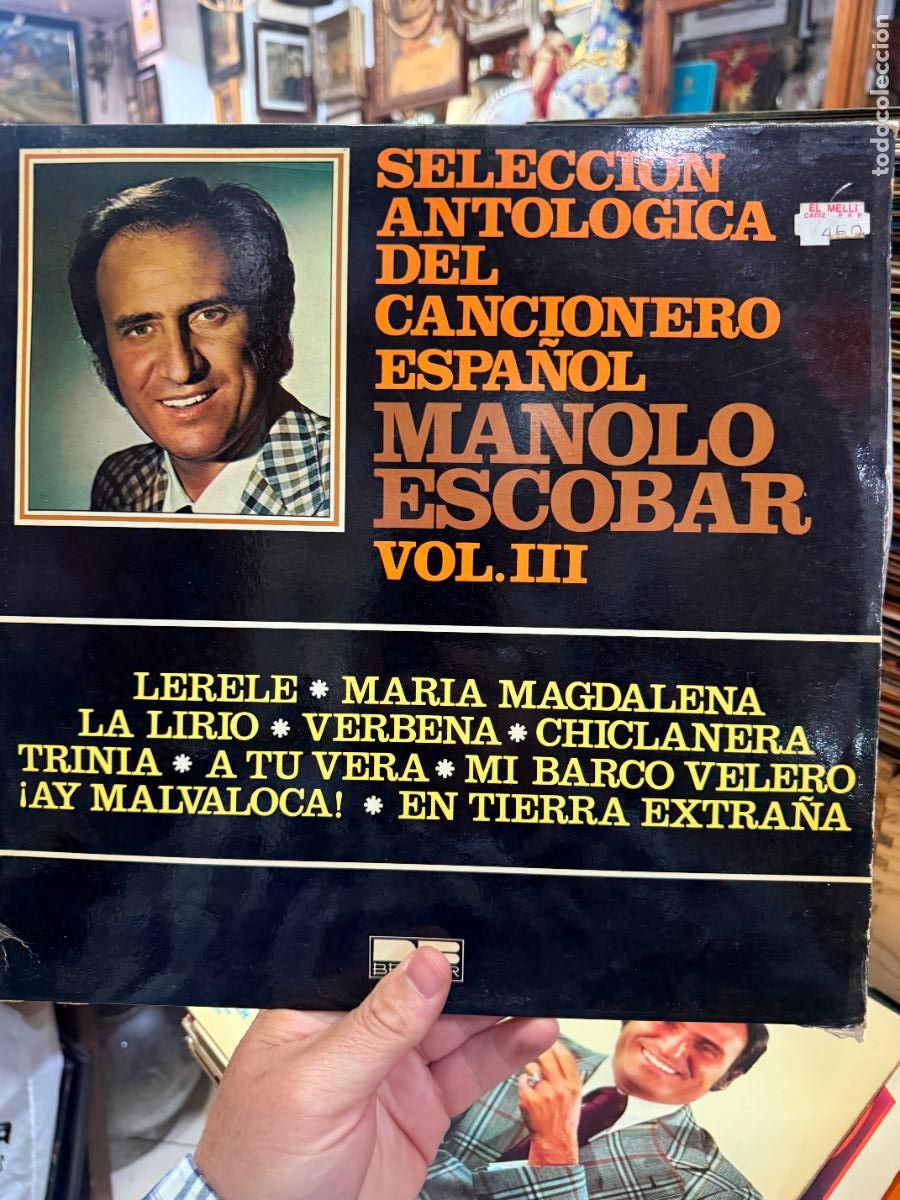 SELECCION
ANTOLOGICA
DEL
CANCIONERO
ESPAÑOL
MANOLO
ESCOBAR
VOL.III
EL MELLI
CADIZ P.V.P.
LERELE * MARIA MAGDALENA
LA LIRIO * VERBENA * CHICLANERA
TRINIA * A TU VERA * MI BARCO VELERO
¡AY MALVALOCA! * EN TIERRA EXTRAÑA
todocoleccion